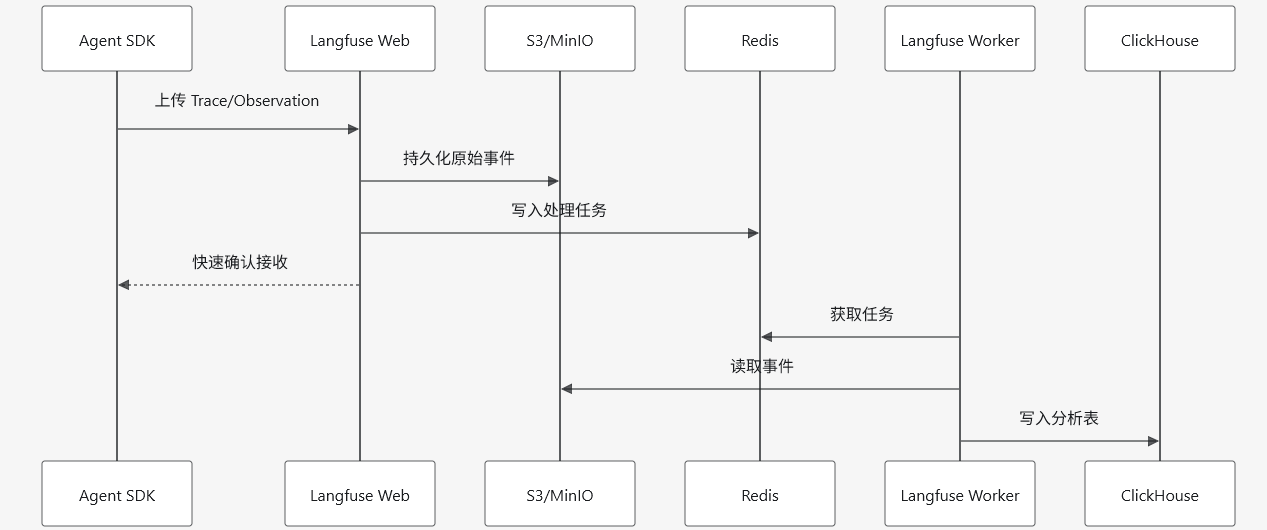 Agent SDK
Langfuse Web
S3/MinIO
Redis
Langfuse Worker
ClickHouse
上传 Trace/Observation
持久化原始事件
写入处理任务
快速确认接收
获取任务
读取事件
写入分析表
Agent SDK
Langfuse Web
S3/MinIO
Redis
Langfuse Worker
ClickHouse